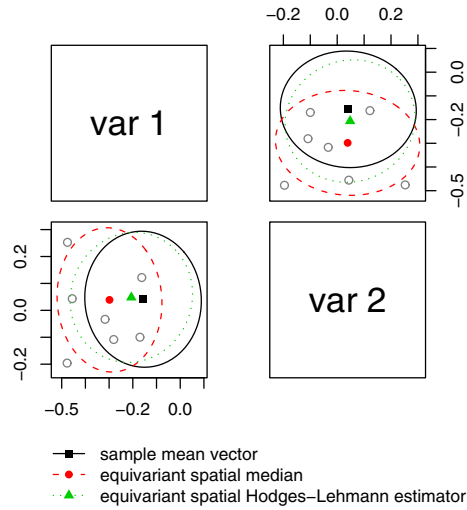 -0.2 0.0 0.2
var 1
0.0
-0.2
-0.5
0.2
0.0
-0.2
var 2
-0.5 -0.2 0.0
sample mean vector
equivariant spatial median
equivariant spatial Hodges-Lehmann estimator